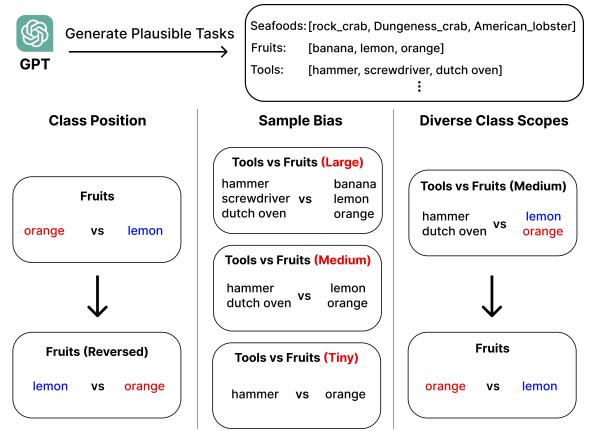 GPT
Generate Plausible Tasks
Seafoods: [rock_crab, Dungeness_crab, American_lobster]
Fruits: [banana, lemon, orange]
Tools: [hammer, screwdriver, dutch oven]
⋮
Class Position
Fruits
orange vs lemon
Fruits (Reversed)
lemon vs orange
Sample Bias
Tools vs Fruits (Large)
hammer banana
screwdriver vs lemon
dutch oven orange
Tools vs Fruits (Medium)
hammer lemon
vs
dutch oven orange
Tools vs Fruits (Tiny)
hammer vs orange
Diverse Class Scopes
Tools vs Fruits (Medium)
hammer lemon
vs
dutch oven orange
Fruits
orange vs lemon